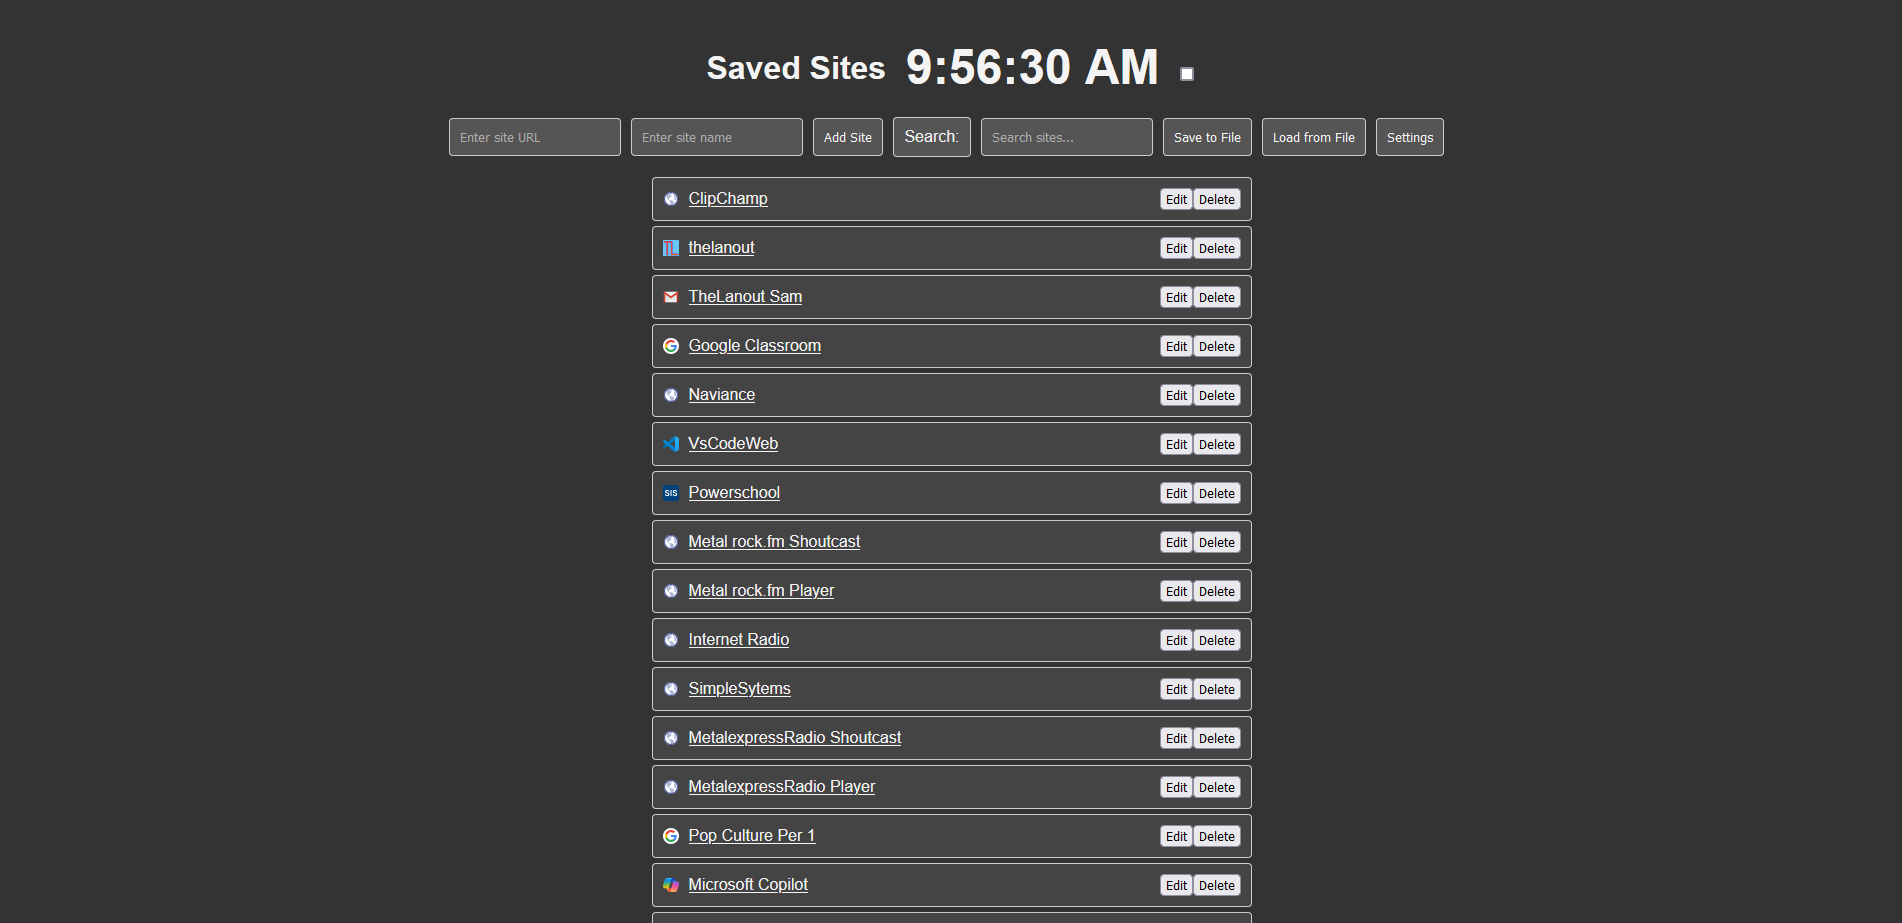 Saved Sites 9:56:30 AM
Enter site URL Enter site name Add Site Search: Search sites... Save to File Load from File Settings
ClipChamp Edit Delete
thelanout Edit Delete
TheLanout Sam Edit Delete
Google Classroom Edit Delete
Naviance Edit Delete
VsCodeWeb Edit Delete
SIS Powerschool Edit Delete
Metal rock.fm Shoutcast Edit Delete
Metal rock.fm Player Edit Delete
Internet Radio Edit Delete
SimpleSytems Edit Delete
MetalexpressRadio Shoutcast Edit Delete
MetalexpressRadio Player Edit Delete
Pop Culture Per 1 Edit Delete
Microsoft Copilot Edit Delete